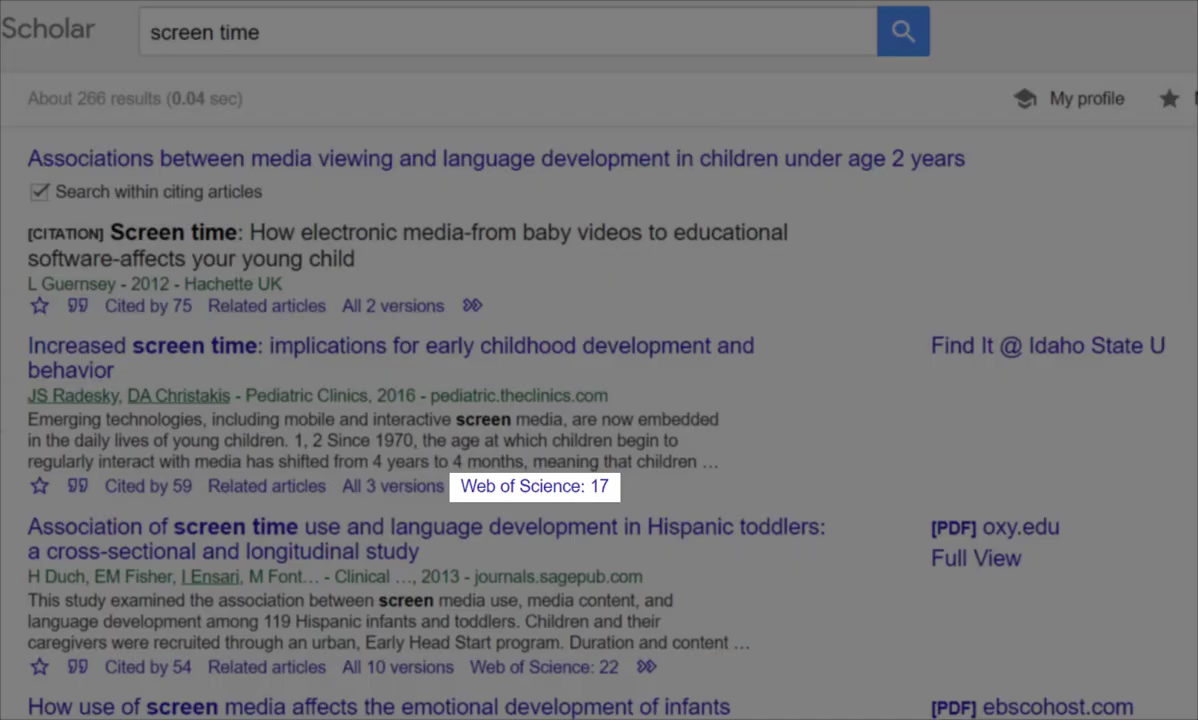 Scholar
screen time
About 266 results (0.04 sec)
My profile
Associations between media viewing and language development in children under age 2 years
Search within citing articles
[CITATION] Screen time: How electronic media-from baby videos to educational
software-affects your young child
L Guernsey - 2012 - Hachette UK
Cited by 75 Related articles All 2 versions
Increased screen time: implications for early childhood development and
behavior
Find It @ Idaho State U
JS Radesky, DA Christakis - Pediatric Clinics, 2016 - pediatric.theclinics.com
Emerging technologies, including mobile and interactive screen media, are now embedded
in the daily lives of young children. 1, 2 Since 1970, the age at which children begin to
regularly interact with media has shifted from 4 years to 4 months, meaning that children ...
Cited by 59 Related articles All 3 versions Web of Science: 17
Association of screen time use and language development in Hispanic toddlers:
a cross-sectional and longitudinal study
[PDF] oxy.edu
Full View
H Duch, EM Fisher, I Ensari, M Font... - Clinical ..., 2013 - journals.sagepub.com
This study examined the association between screen media use, media content, and
language development among 119 Hispanic infants and toddlers. Children and their
caregivers were recruited through an urban, Early Head Start program. Duration and content ...
Cited by 54 Related articles All 10 versions Web of Science: 22
How use of screen media affects the emotional development of infants
[PDF] ebscohost.com